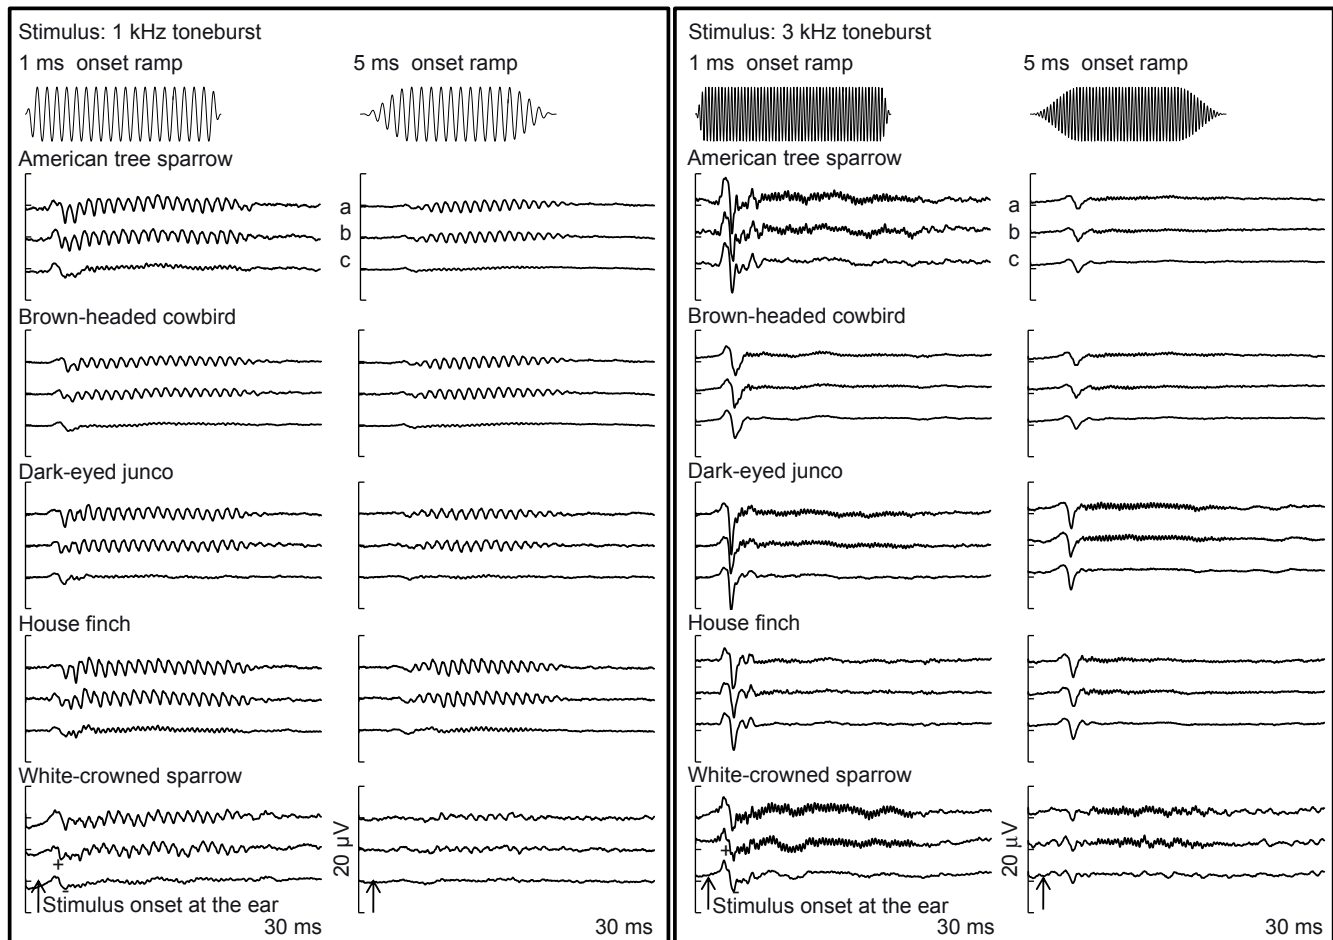 Stimulus: 1 kHz toneburst
1 ms onset ramp
5 ms onset ramp
American tree sparrow
a
b
c
Brown-headed cowbird
Dark-eyed junco
House finch
White-crowned sparrow
20 µV
+
-
Stimulus onset at the ear
30 ms
30 ms
Stimulus: 3 kHz toneburst
1 ms onset ramp
5 ms onset ramp
American tree sparrow
a
b
c
Brown-headed cowbird
Dark-eyed junco
House finch
White-crowned sparrow
20 µV
+
-
Stimulus onset at the ear
30 ms
30 ms